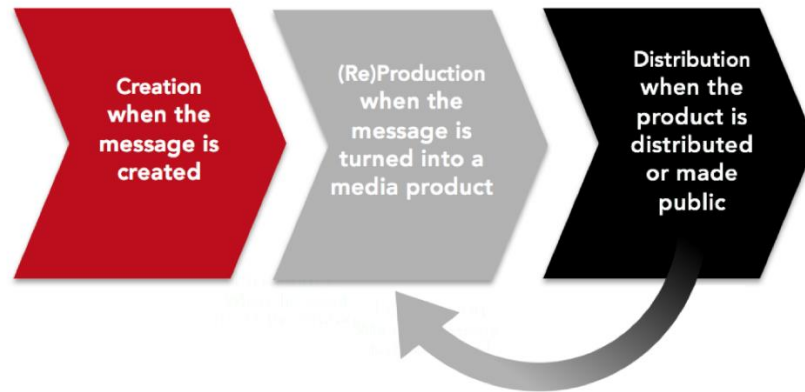 Creation
when the
message is
created
(Re)Production
when the
message is
turned into a
media product
Distribution
when the
product is
distributed
or made
public